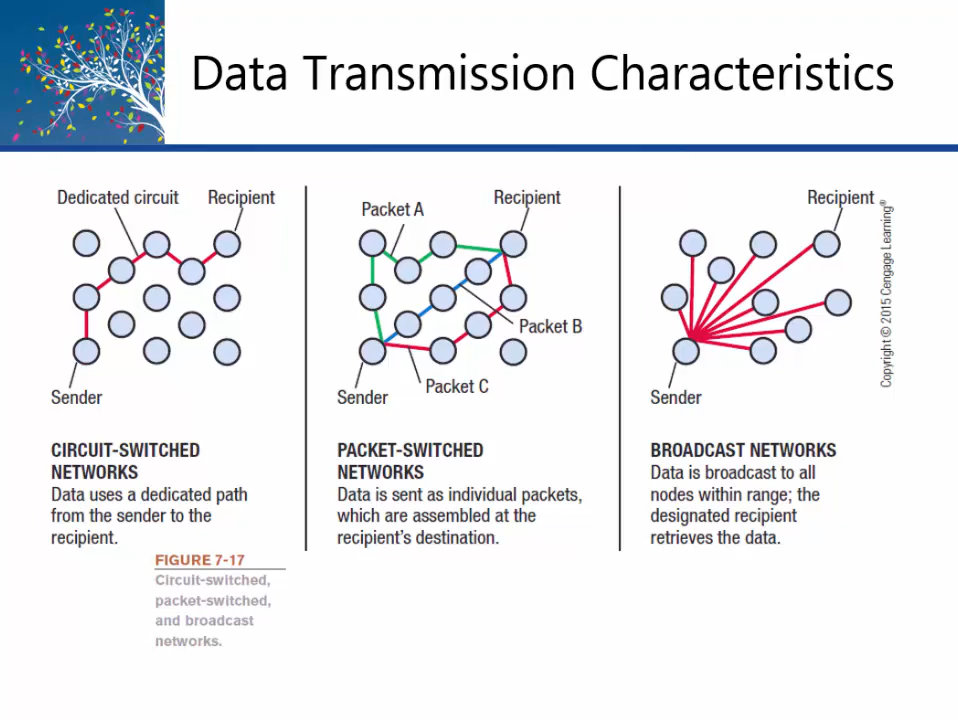 Data Transmission Characteristics
Dedicated circuit
Recipient
Sender
CIRCUIT-SWITCHED
NETWORKS
Data uses a dedicated path
from the sender to the
recipient.
Packet A
Recipient
Packet B
Packet C
Sender
PACKET-SWITCHED
NETWORKS
Data is sent as individual packets,
which are assembled at the
recipient's destination.
Recipient
Sender
BROADCAST NETWORKS
Data is broadcast to all
nodes within range; the
designated recipient
retrieves the data.
Copyright © 2015 Cengage Learning®
FIGURE 7-17
Circuit-switched,
packet-switched,
and broadcast
networks.